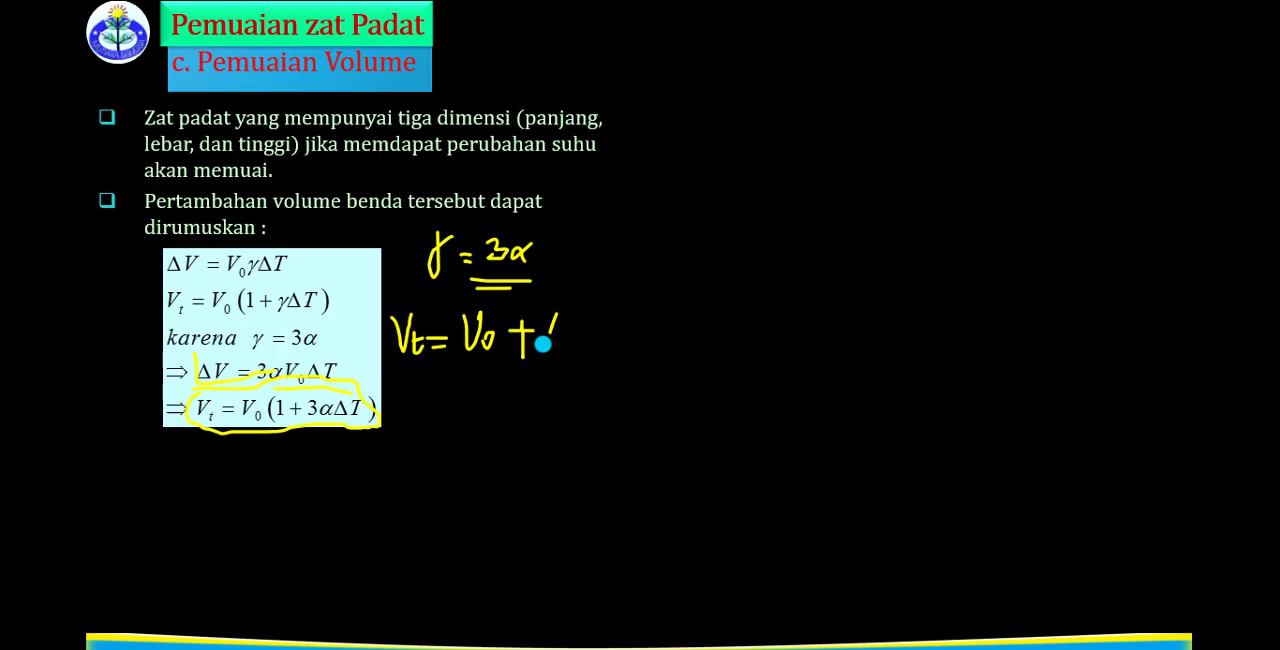 Pemuaian zat Padat
c. Pemuaian Volume
Zat padat yang mempunyai tiga dimensi (panjang,
lebar, dan tinggi) jika memdapat perubahan suhu
akan memuai.
Pertambahan volume benda tersebut dapat
dirumuskan :
ΔV = V₀γΔT
Vₜ = V₀ (1 + γΔT)
karena γ = 3α
⇒ ΔV = 3αV₀ΔT
⇒ Vₜ = V₀ (1 + 3αΔT)
γ = 3α
Vt = V₀ +